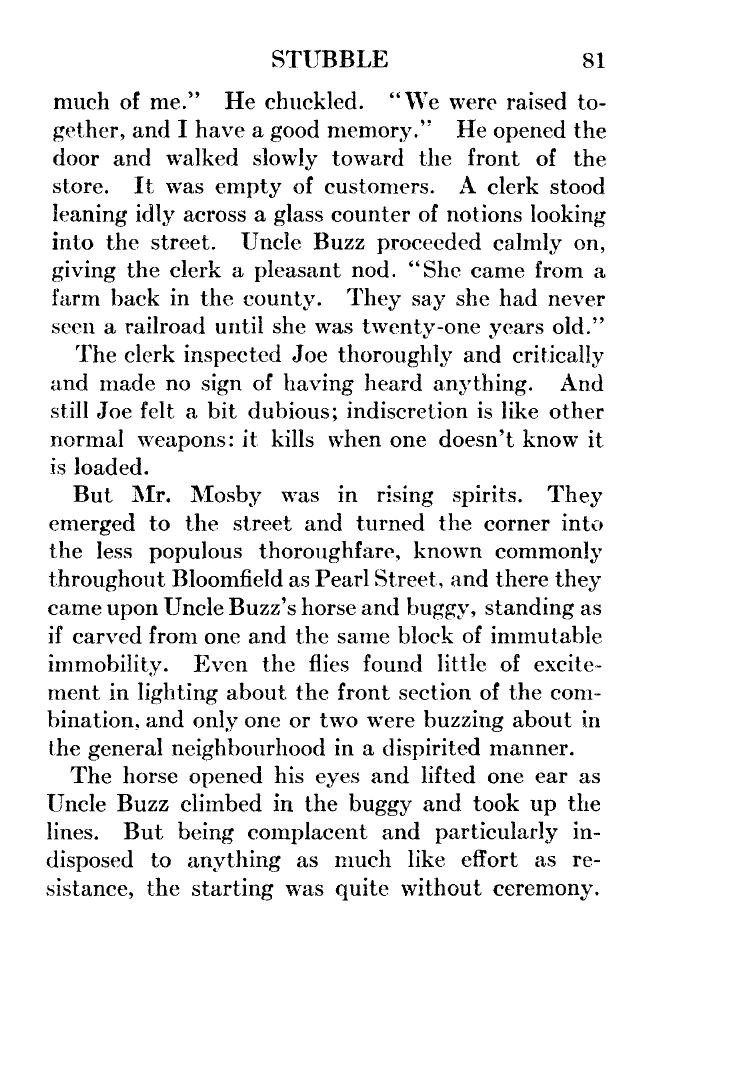 STUBBLE 81
much of me." He chuckled. "We were raised to-
gether, and I have a good memory." He opened the
door and walked slowly toward the front of the
store. It was empty of customers. A clerk stood
leaning idly across a glass counter of notions looking
into the street. Uncle Buzz proceeded calmly on,
giving the clerk a pleasant nod. "She came from a
farm back in the county. They say she had never
seen a railroad until she was twenty-one years old."
The clerk inspected Joe thoroughly and critically
and made no sign of having heard anything. And
still Joe felt a bit dubious; indiscretion is like other
normal weapons: it kills when one doesn't know it
is loaded.
But Mr. Mosby was in rising spirits. They
emerged to the street and turned the corner into
the less populous thoroughfare, known commonly
throughout Bloomfield as Pearl Street, and there they
came upon Uncle Buzz's horse and buggy, standing as
if carved from one and the same block of immutable
immobility. Even the flies found little of excite-
ment in lighting about the front section of the com-
bination, and only one or two were buzzing about in
the general neighbourhood in a dispirited manner.
The horse opened his eyes and lifted one ear as
Uncle Buzz climbed in the buggy and took up the
lines. But being complacent and particularly in-
disposed to anything as much like effort as re-
sistance, the starting was quite without ceremony.